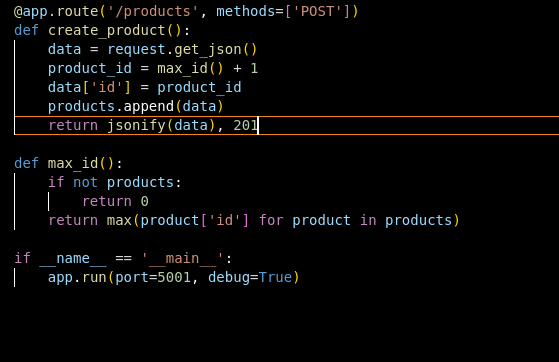 @app.route('/products', methods=['POST'])
def create_product():
    data = request.get_json()
    product_id = max_id() + 1
    data['id'] = product_id
    products.append(data)
    return jsonify(data), 201
def max_id():
    if not products:
        return 0
    return max(product['id'] for product in products)
if __name__ == '__main__':
    app.run(port=5001, debug=True)